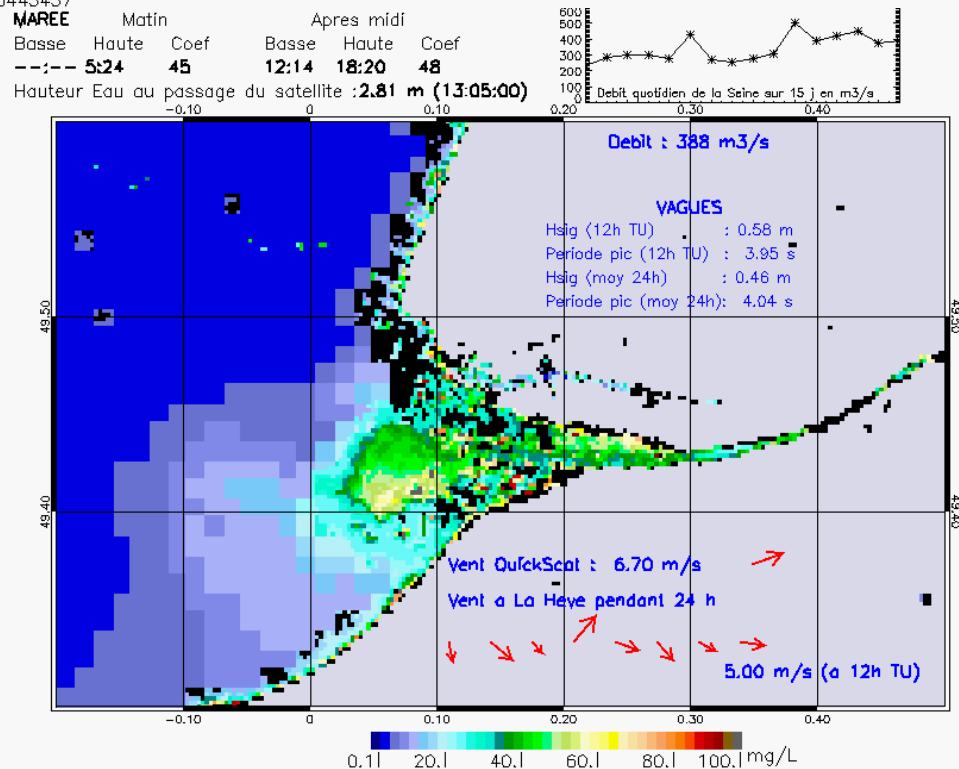 MAREE Matin Apres midi
Basse Haute Coef Basse Haute Coef
--:-- 5:24 45 12:14 18:20 48
Hauteur Eau au passage du satellite :2.81 m (13:05:00)
600
500
400
300
200
100
0
Debit quotidien de la Seine sur 15 j en m3/s
-0.10 0 0.10 0.20 0.30 0.40
Debit : 388 m3/s
VAGUES
Hsig (12h TU) : 0.58 m
Periode pic (12h TU) : 3.95 s
Hsig (moy 24h) : 0.46 m
Periode pic (moy 24h): 4.04 s
49.50 49.50
49.40 49.40
Vent QuickScat : 6.70 m/s
Vent a La Heve pendant 24 h
5.00 m/s (a 12h TU)
-0.10 0 0.10 0.20 0.30 0.40
0.1| 20.| 40.| 60.| 80.| 100.| mg/L